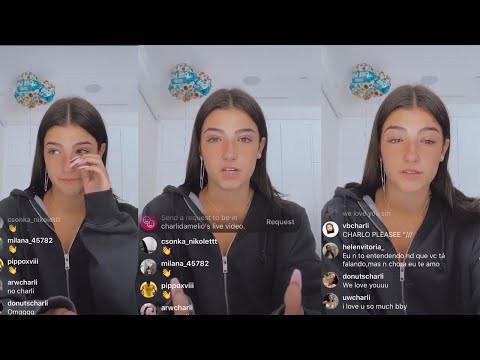 csonka_nikolettt
milana_45782
pippoxviii
arwcharli
no charli
donutscharli
Omgggg
Send a request to be in
charlidamelio's live video.
Request
csonka_nikolettt
milana_45782
pippoxviii
arwcharli
we love you sm
vbcharli
CHARLO PLEASEE "///
helenvitoria_
Eu n to entendendo nd que vc tá
falando,mas n chora eu te amo
donutscharli
We love youuu
uwcharli
i love u so much bby